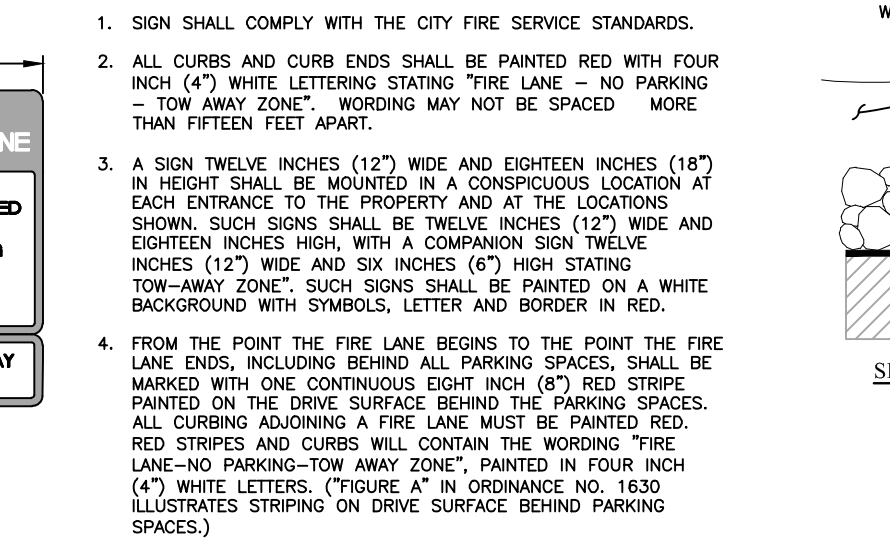 1. SIGN SHALL COMPLY WITH THE CITY FIRE SERVICE STANDARDS.
2. ALL CURBS AND CURB ENDS SHALL BE PAINTED RED WITH FOUR
INCH (4") WHITE LETTERING STATING "FIRE LANE – NO PARKING
– TOW AWAY ZONE". WORDING MAY NOT BE SPACED MORE
THAN FIFTEEN FEET APART.
3. A SIGN TWELVE INCHES (12") WIDE AND EIGHTEEN INCHES (18")
IN HEIGHT SHALL BE MOUNTED IN A CONSPICUOUS LOCATION AT
EACH ENTRANCE TO THE PROPERTY AND AT THE LOCATIONS
SHOWN. SUCH SIGNS SHALL BE TWELVE INCHES (12") WIDE AND
EIGHTEEN INCHES HIGH, WITH A COMPANION SIGN TWELVE
INCHES (12") WIDE AND SIX INCHES (6") HIGH STATING
TOW–AWAY ZONE". SUCH SIGNS SHALL BE PAINTED ON A WHITE
BACKGROUND WITH SYMBOLS, LETTER AND BORDER IN RED.
4. FROM THE POINT THE FIRE LANE BEGINS TO THE POINT THE FIRE
LANE ENDS, INCLUDING BEHIND ALL PARKING SPACES, SHALL BE
MARKED WITH ONE CONTINUOUS EIGHT INCH (8") RED STRIPE
PAINTED ON THE DRIVE SURFACE BEHIND THE PARKING SPACES.
ALL CURBING ADJOINING A FIRE LANE MUST BE PAINTED RED.
RED STRIPES AND CURBS WILL CONTAIN THE WORDING "FIRE
LANE–NO PARKING–TOW AWAY ZONE", PAINTED IN FOUR INCH
(4") WHITE LETTERS. ("FIGURE A" IN ORDINANCE NO. 1630
ILLUSTRATES STRIPING ON DRIVE SURFACE BEHIND PARKING
SPACES.)